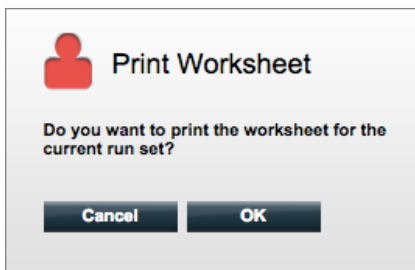 Print Worksheet
Do you want to print the worksheet for the
current run set?
Cancel
OK